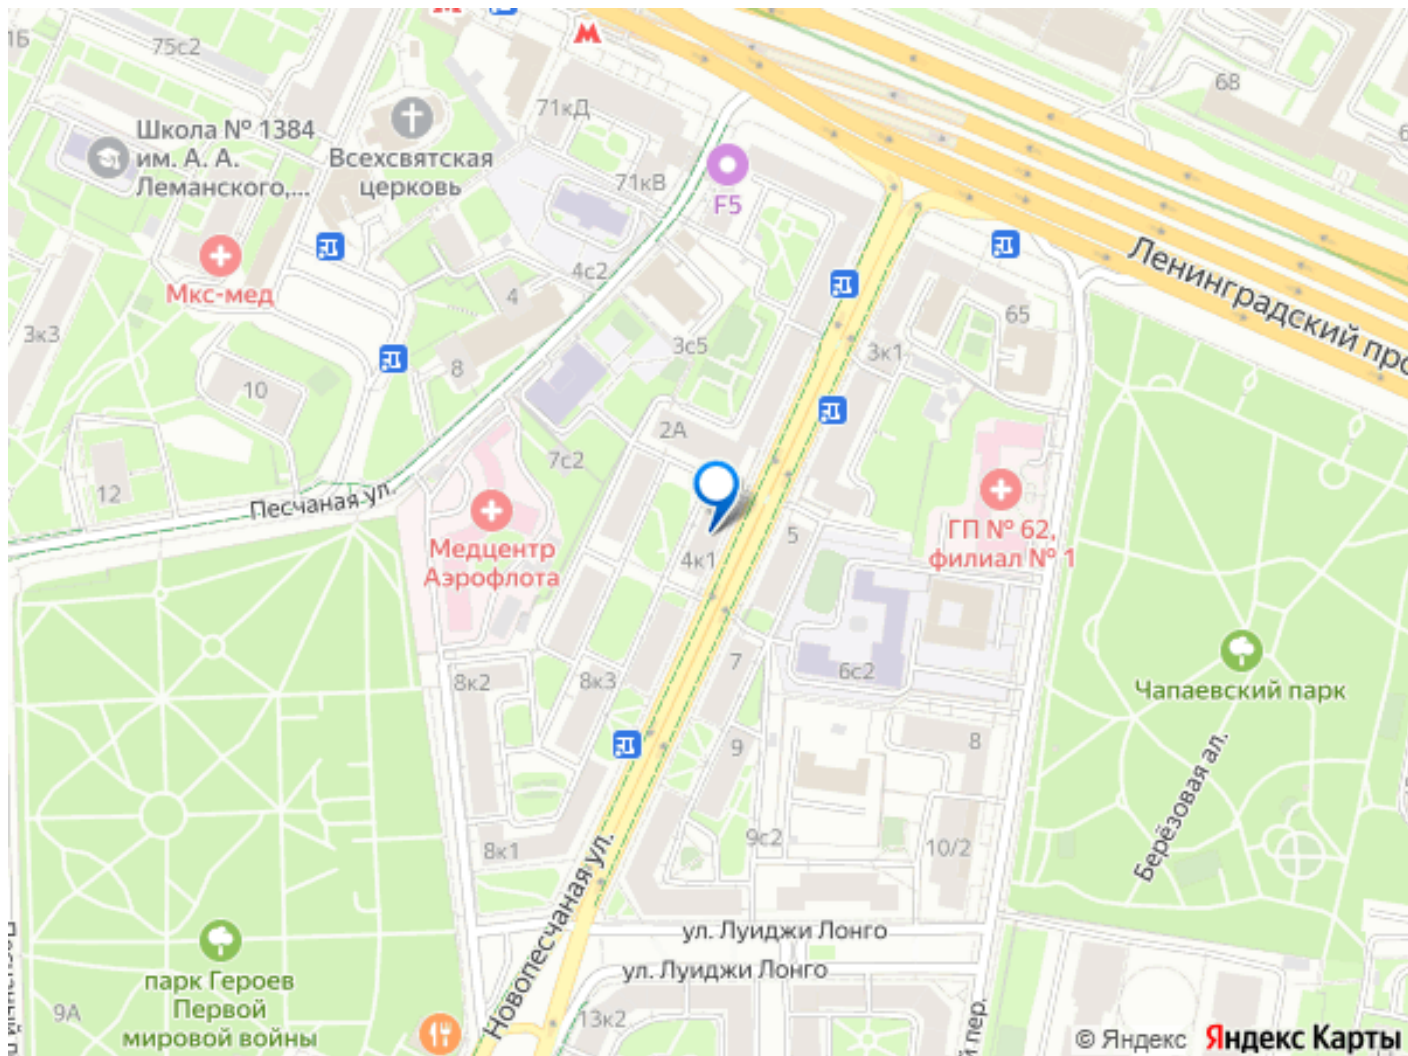 1Б
75с2
71кД
68
Школа № 1384
им. А. А.
Леманского,...
Всехсвятская
церковь
71кВ
F5
Ленинградский про
4с2
Мкс-мед
4
65
3к3
3с5
3к1
8
10
2А
7с2
12
Песчаная ул.
Медцентр
Аэрофлота
4к1
5
ГП № 62,
филиал № 1
7
6с2
Чапаевский парк
8к2
8к3
9
8
Берёзовая ал.
9с2
10/2
8к1
Новопесчаная ул.
ул. Луиджи Лонго
ул. Луиджи Лонго
парк Героев
Первой
мировой войны
9А
13к2
й пер.
© Яндекс Яндекс Карты